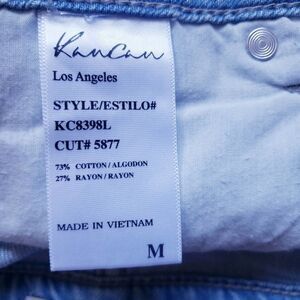 KanCan
Los Angeles
STYLE/ESTILO#
KC8398L
CUT# 5877
73% COTTON/ALGODON
27% RAYON/RAYON
MADE IN VIETNAM
M